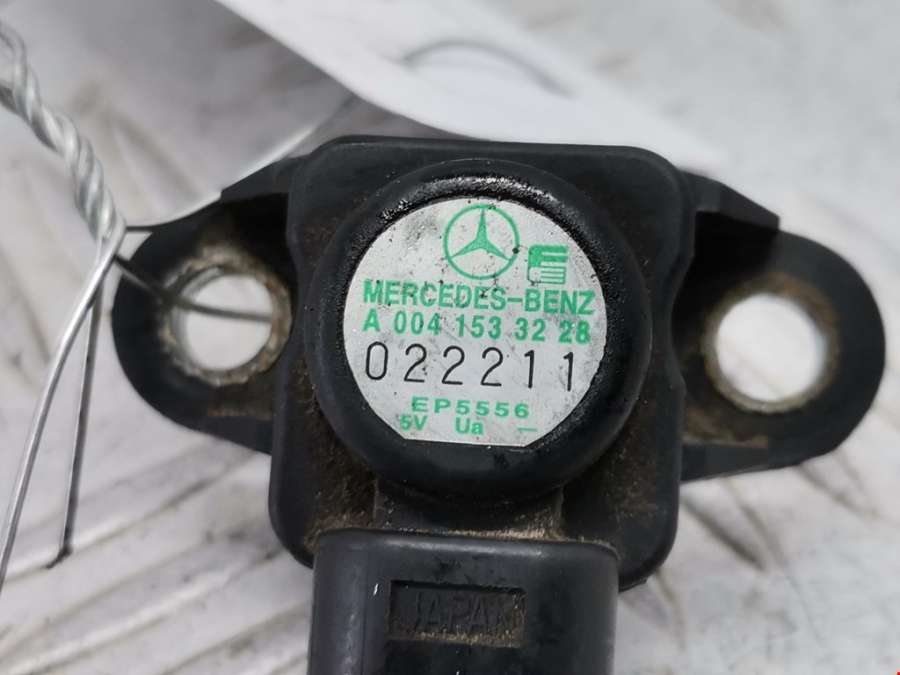 MERCEDES-BENZ
A 004 153 32 28
022211
EP5556
5V Ua —
JAPAN